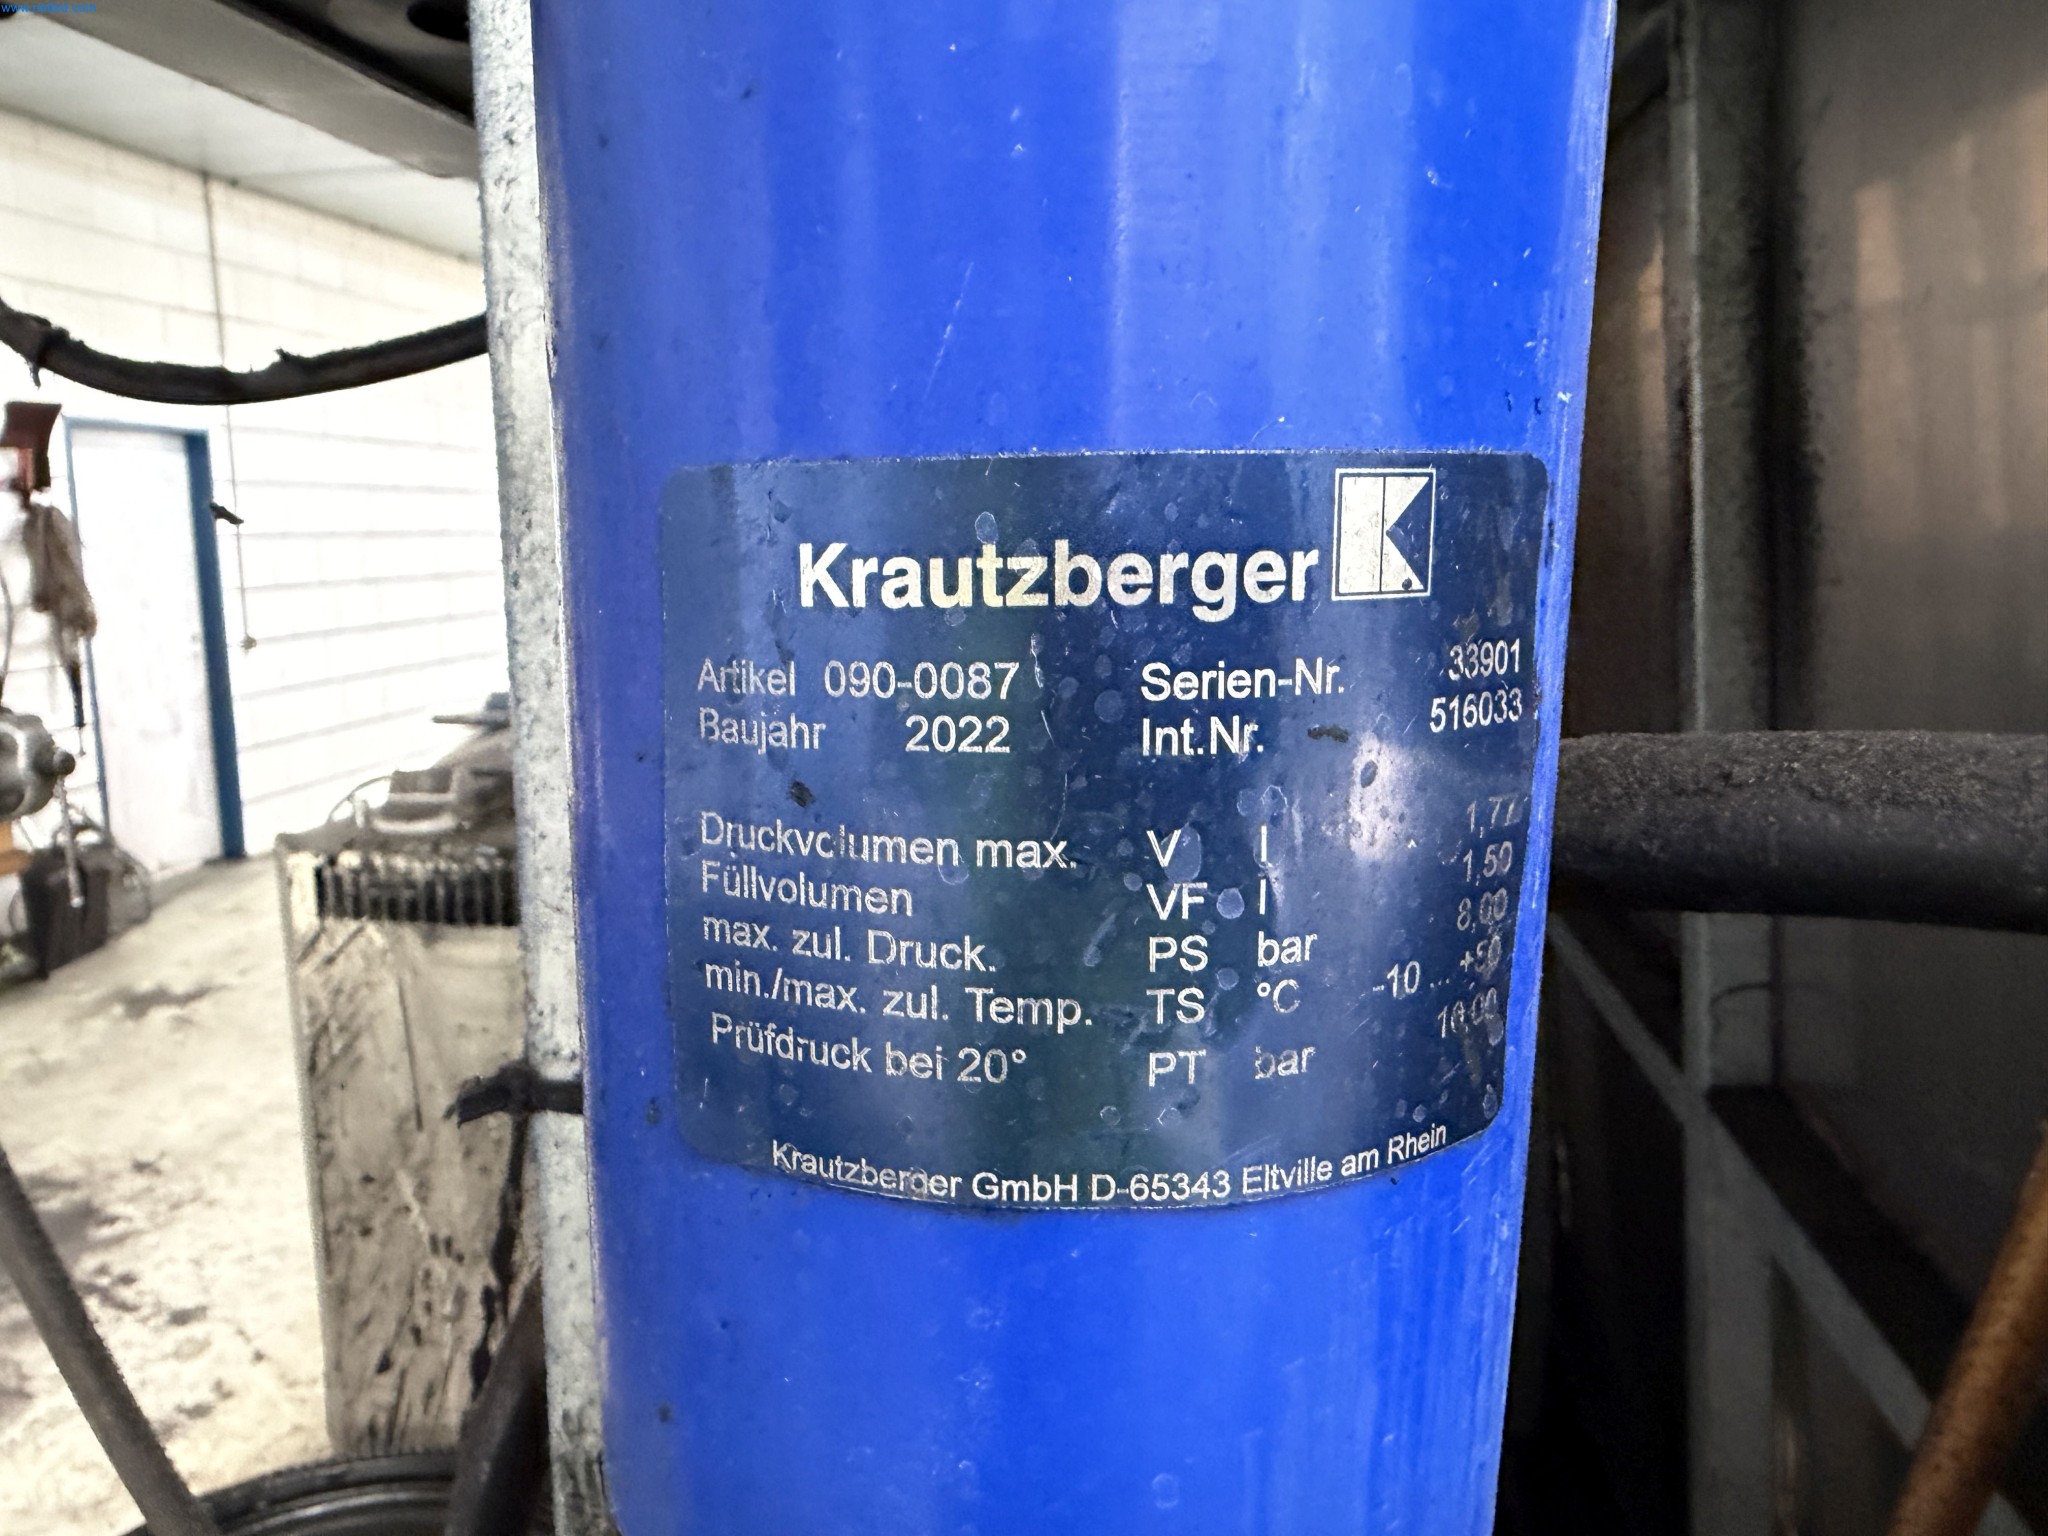 Krautzberger
Artikel 090-0087 Serien-Nr. 33901
Baujahr 2022 Int.Nr. 516033
Druckvolumen max. V l
Füllvolumen VF l 1,50
max. zul. Druck. PS bar 8,00
min./max. zul. Temp. TS °C -10 ... +50
Prüfdruck bei 20° PT bar 10,00
Krautzberger GmbH D-65343 Eltville am Rhein